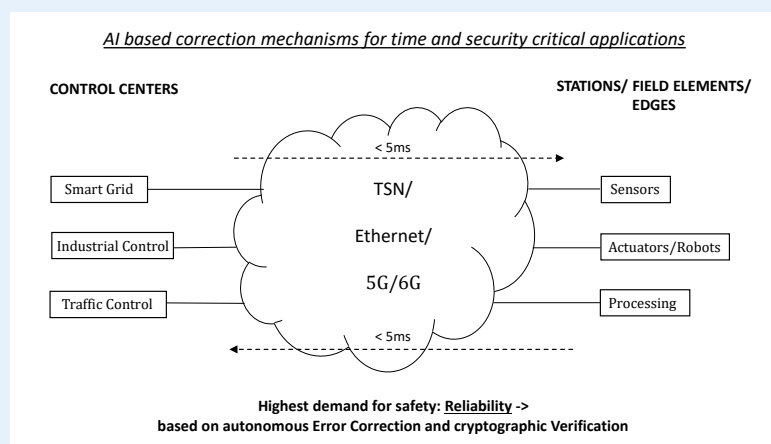 AI based correction mechanisms for time and security critical applications
CONTROL CENTERS
STATIONS/ FIELD ELEMENTS/
EDGES
< 5ms
Smart Grid
TSN/
Sensors
Industrial Control
Ethernet/
Actuators/Robots
Traffic Control
5G/6G
Processing
< 5ms
Highest demand for safety: Reliability ->
based on autonomous Error Correction and cryptographic Verification